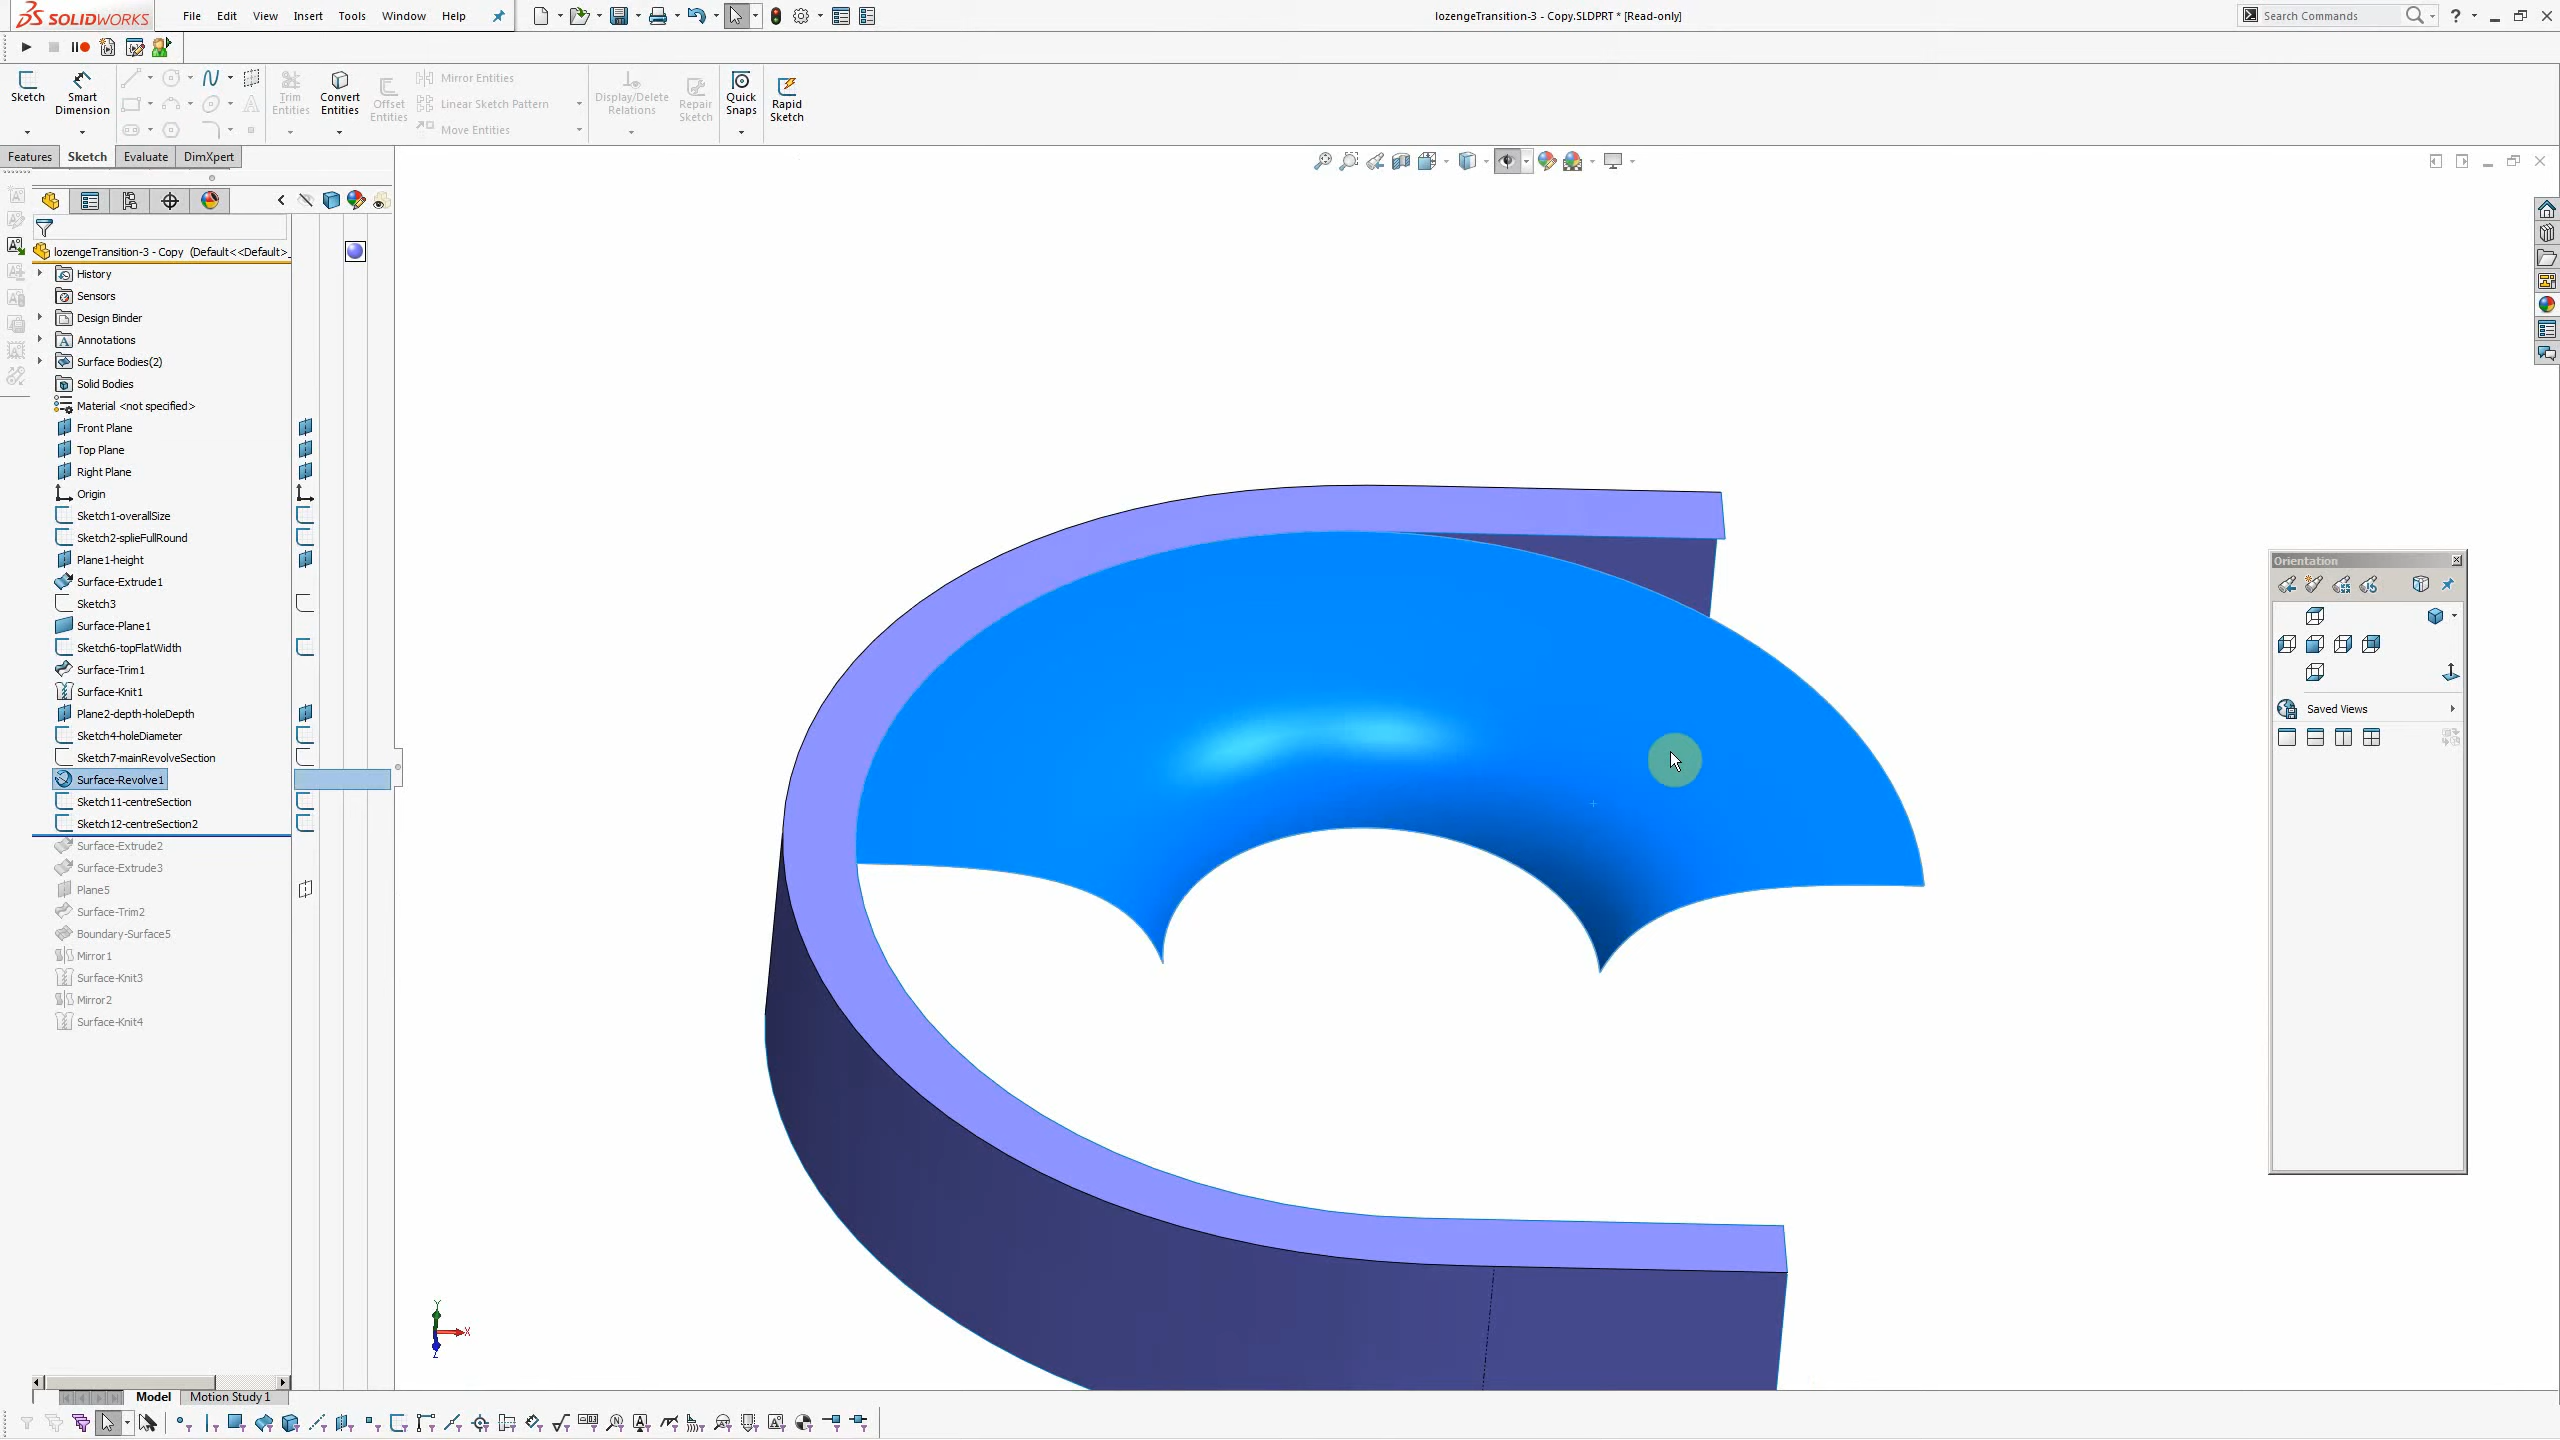 SOLIDWORKS File Edit View Insert Tools Window Help lozengeTransition-3 - Copy.SLDPRT * [Read-only] Search Commands ?
Sketch Smart Dimension Trim Entities Convert Entities Offset Entities Mirror Entities Linear Sketch Pattern Move Entities Display/Delete Relations Repair Sketch Quick Snaps Rapid Sketch
Features Sketch Evaluate DimXpert
lozengeTransition-3 - Copy (Default<<Default>_
History
Sensors
Design Binder
Annotations
Surface Bodies(2)
Solid Bodies
Material <not specified>
Front Plane
Top Plane
Right Plane
Origin
Sketch1-overallSize
Sketch2-splieFullRound
Plane1-height
Surface-Extrude1
Sketch3
Surface-Plane1
Sketch6-topFlatWidth
Surface-Trim1
Surface-Knit1
Plane2-depth-holeDepth
Sketch4-holeDiameter
Sketch7-mainRevolveSection
Surface-Revolve1
Sketch11-centreSection
Sketch12-centreSection2
Surface-Extrude2
Surface-Extrude3
Plane5
Surface-Trim2
Boundary-Surface5
Mirror1
Surface-Knit3
Mirror2
Surface-Knit4
Orientation
Saved Views
Y
X
Z
Model Motion Study 1